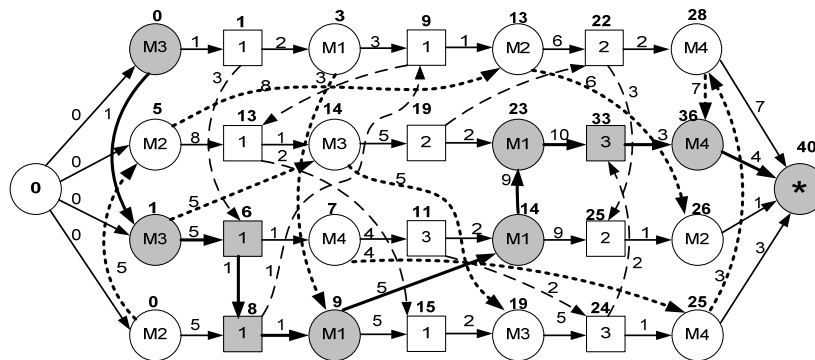 0 1 3 9 13 22 28
M3 1 1 2 M1 3 1 1 M2 6 2 2 M4
3 3 6 3 7 7
1 5 8 13 14 19 23 33 36 40
0 M2 8 1 1 M3 5 2 2 M1 10 3 3 M4 4 *
0 0 2 5 9
0 1 6 7 11 14 25 26
0 M3 5 5 1 1 M4 4 3 2 M1 9 2 1 M2 1
5 1 1 4 5 2 2 3 3
0 8 9 15 19 24 25
M2 5 1 1 M1 5 1 2 M3 5 3 1 M4